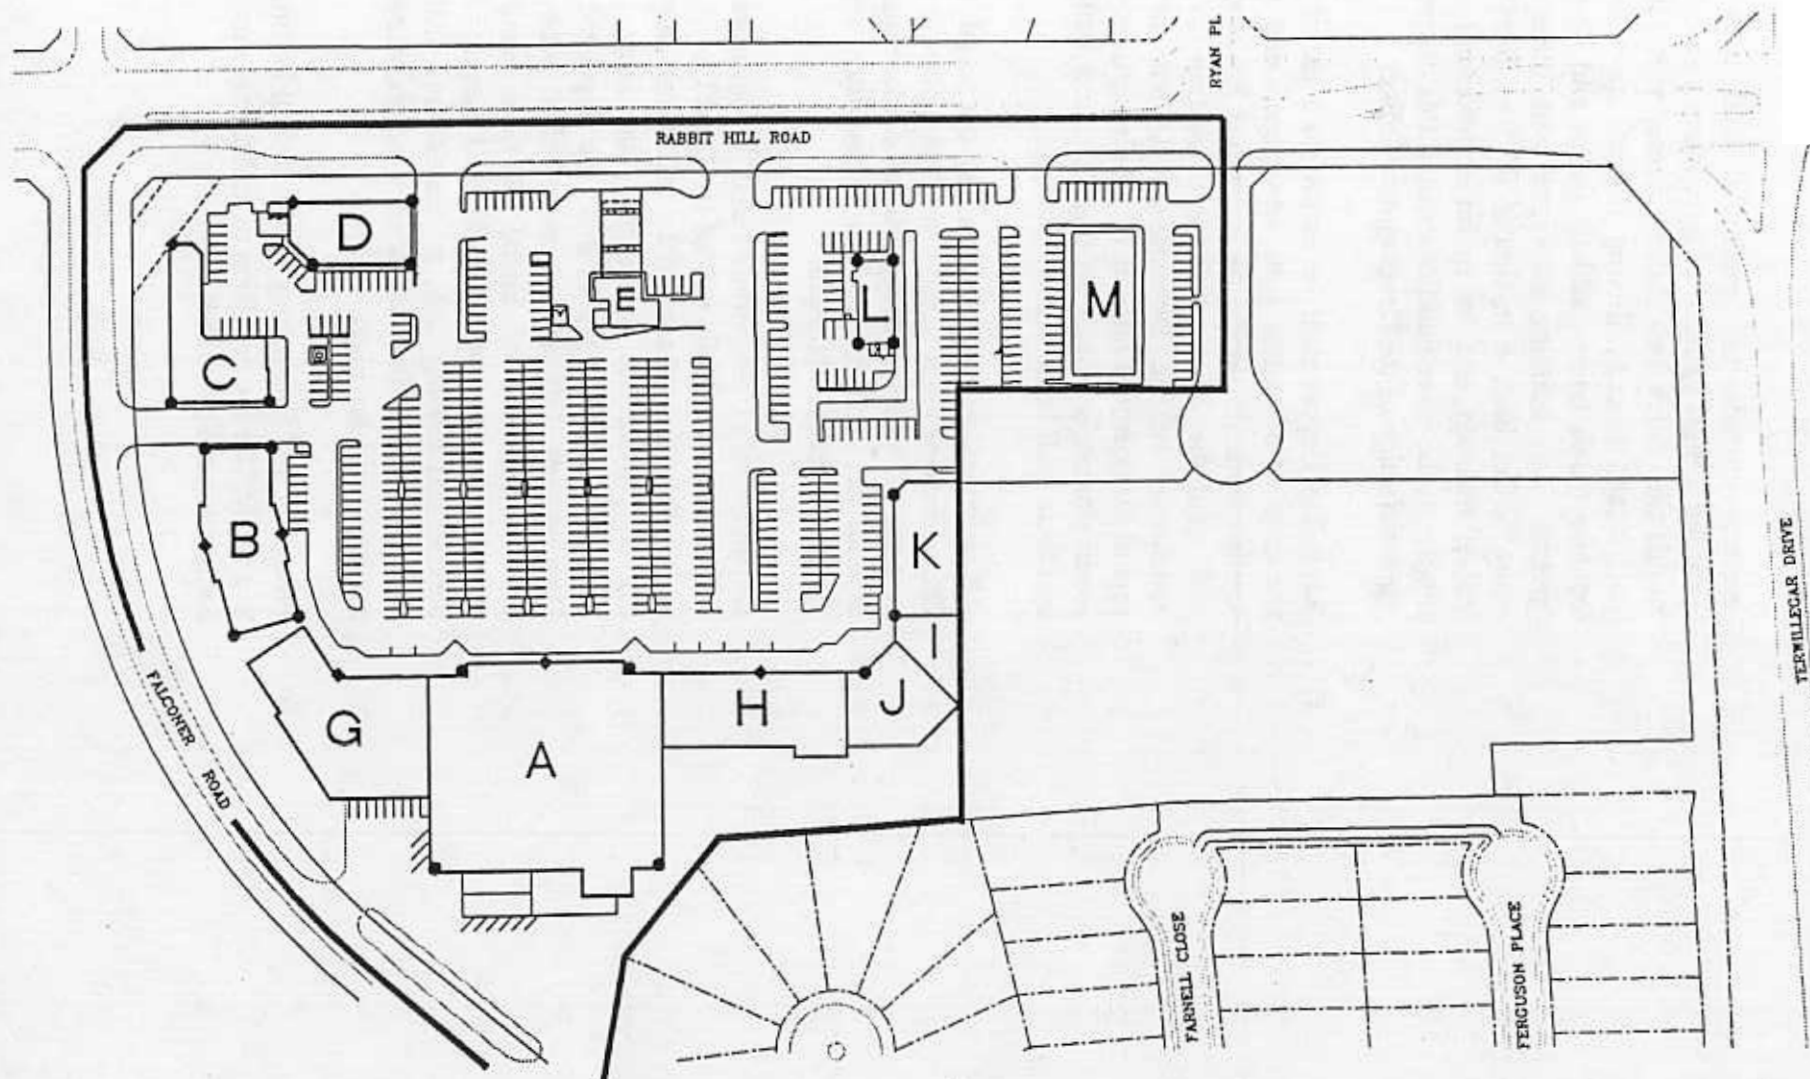 RYAN PL
RABBIT HILL ROAD
D
E
L
M
C
B
K
I
G
H
J
A
FALCONER
ROAD
TERWILLEGAR DRIVE
FARNELL CLOSE
FERGUSON PLACE